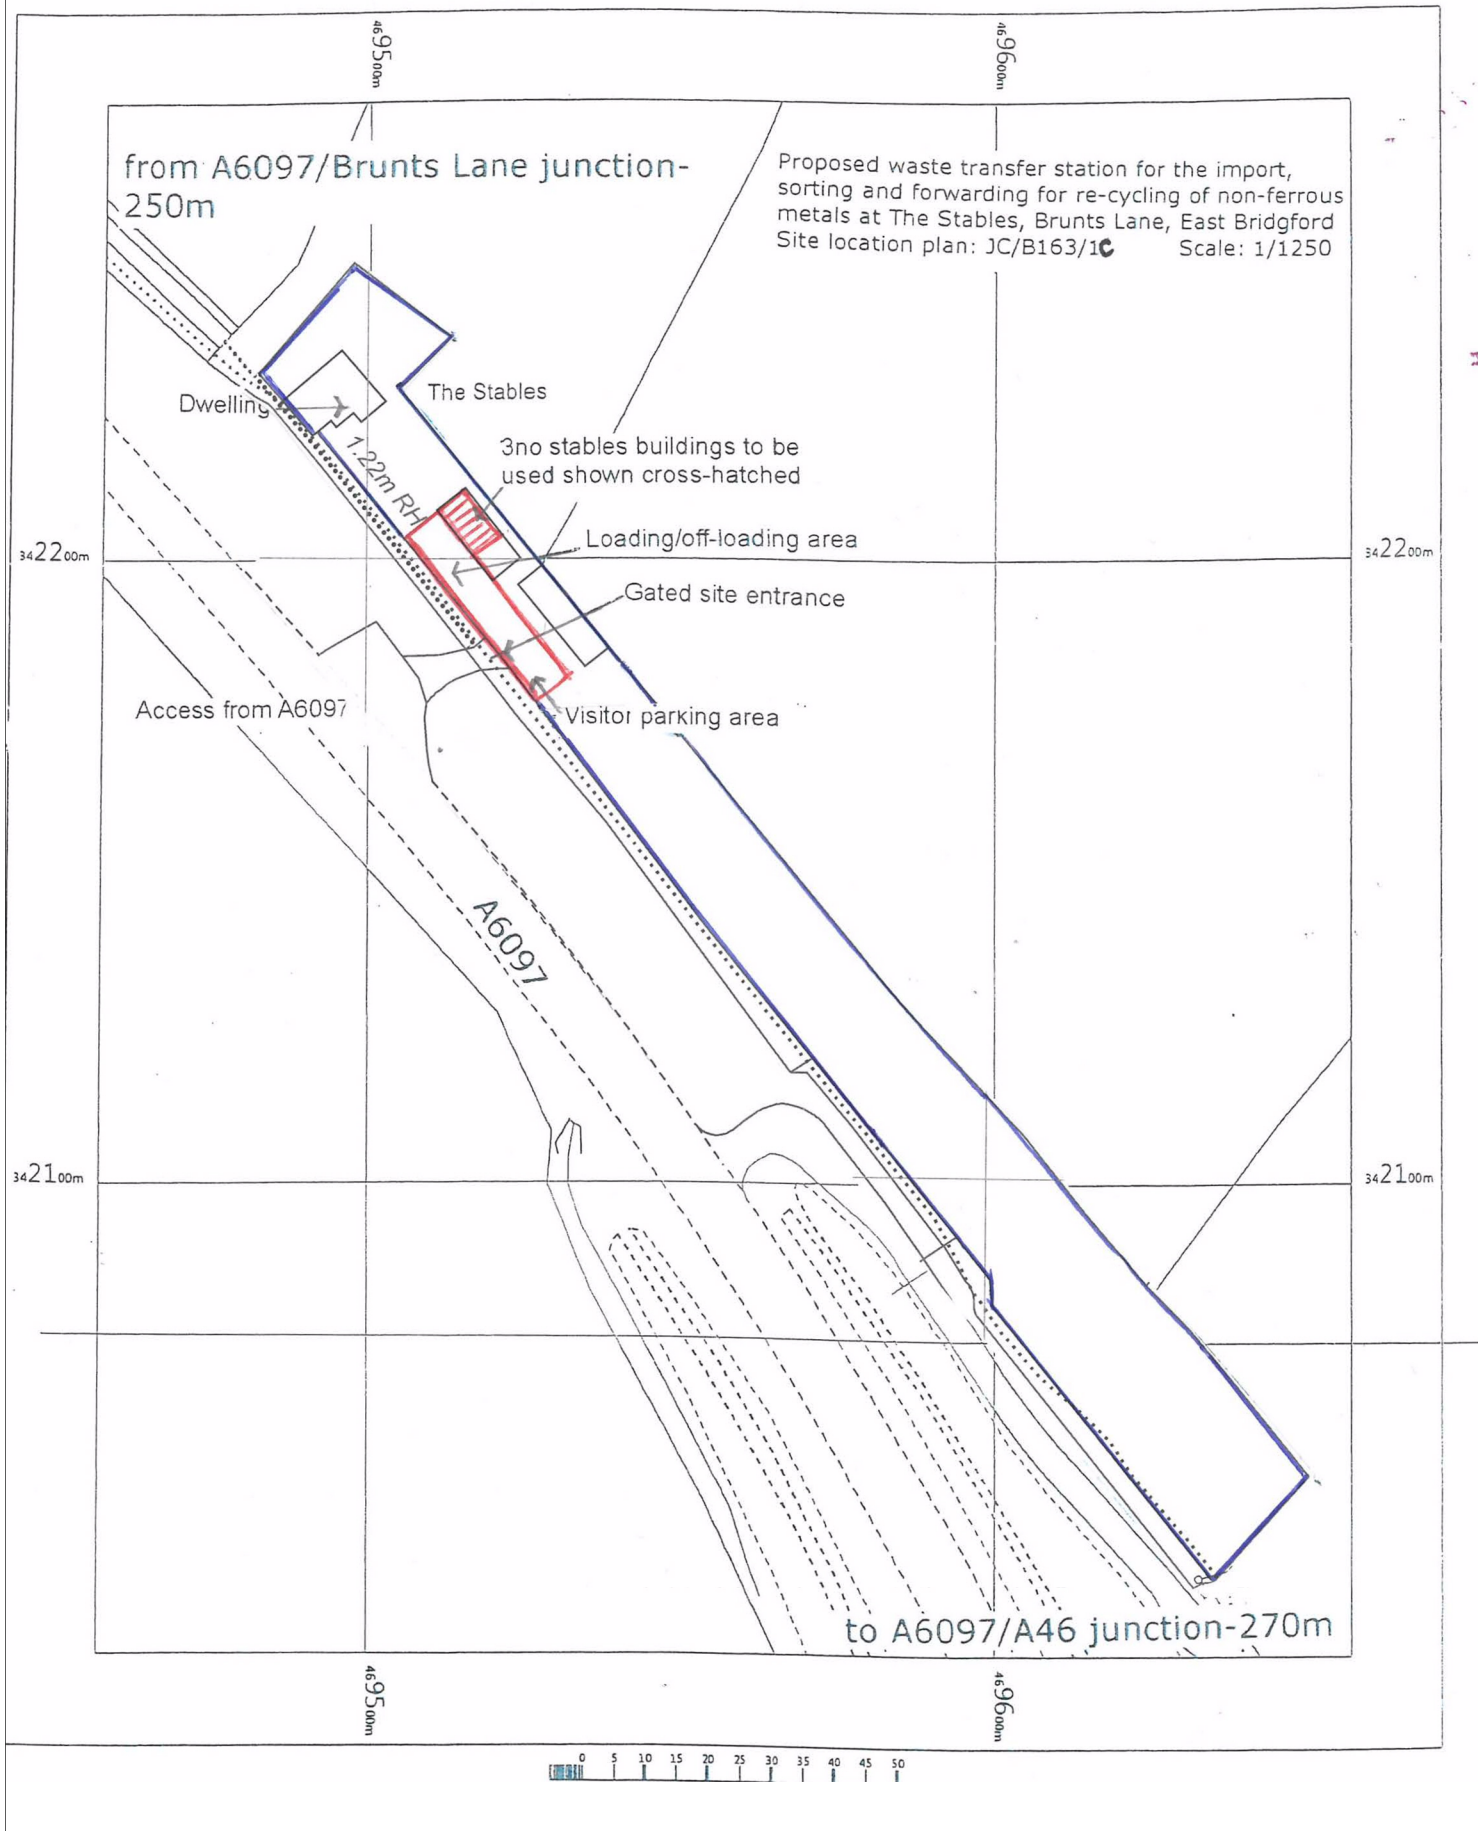 469500m
469600m
from A6097/Brunts Lane junction-
250m
Proposed waste transfer station for the import,
sorting and forwarding for re-cycling of non-ferrous
metals at The Stables, Brunts Lane, East Bridgford
Site location plan: JC/B163/1C Scale: 1/1250
The Stables
Dwelling
1.22m RH
3no stables buildings to be
used shown cross-hatched
Loading/off-loading area
342200m
342200m
Gated site entrance
Access from A6097
Visitor parking area
A6097
342100m
342100m
to A6097/A46 junction-270m
469500m
469600m
0 5 10 15 20 25 30 35 40 45 50